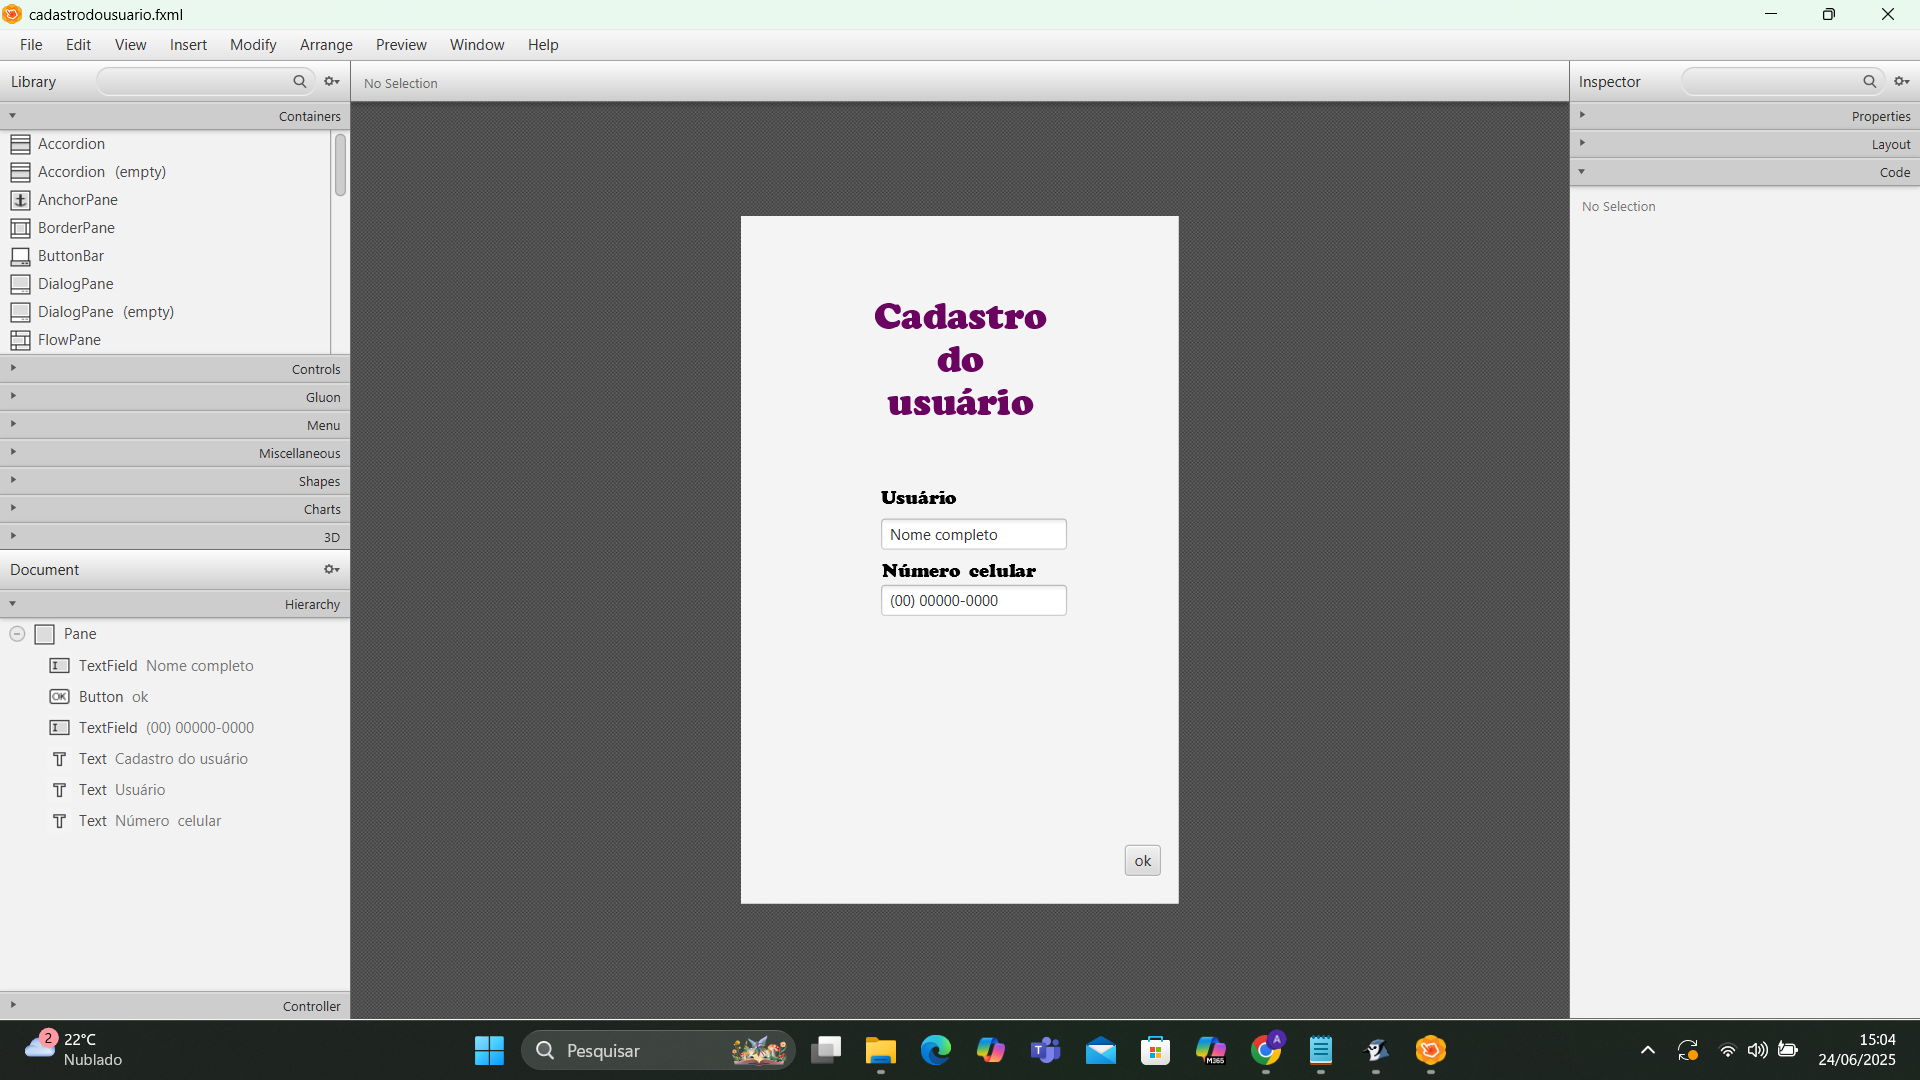 cadastrodousuario.fxml
File Edit View Insert Modify Arrange Preview Window Help
Library
Containers
Accordion
Accordion (empty)
AnchorPane
BorderPane
ButtonBar
DialogPane
DialogPane (empty)
FlowPane
Controls
Gluon
Menu
Miscellaneous
Shapes
Charts
3D
Document
Hierarchy
Pane
TextField Nome completo
Button ok
TextField (00) 00000-0000
Text Cadastro do usuário
Text Usuário
Text Número celular
Controller
No Selection
Cadastro
do
usuário
Usuário
Nome completo
Número celular
(00) 00000-0000
ok
Inspector
Properties
Layout
Code
No Selection
2
22°C
Nublado
Pesquisar
M365
A
15:04
24/06/2025